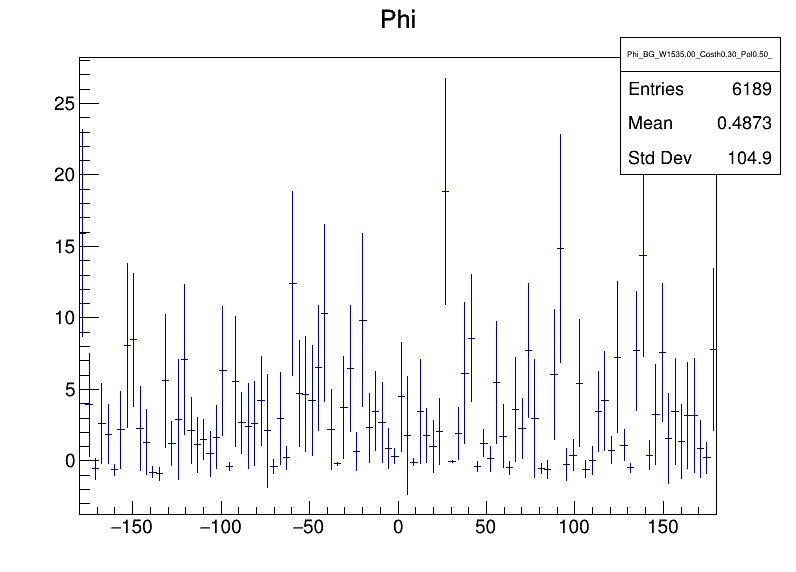 Phi
Phi_BG_W1535.00_Costh0.30_Pol0.50_
Entries 6189
Mean 0.4873
Std Dev 104.9
25
20
15
10
5
0
−150 −100 −50 0 50 100 150